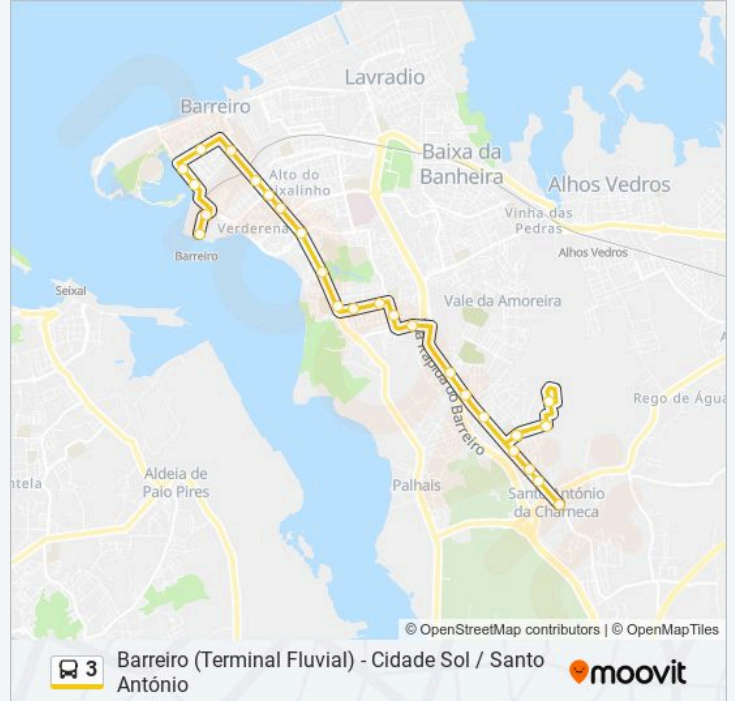 Lavradio
Barreiro
Baixa da
Banheira
Alto do
ixalinho
Alhos Vedros
Vinha das
Pedras
Verderena
Barreiro
Alhos Vedros
Seixal
Vale da Amoreira
a Rápida do Barreiro
Rego de Água
Aldeia de
Paio Pires
ntela
Palhais
Santo António
da Charneca
© OpenStreetMap contributors | © OpenMapTiles
3
Barreiro (Terminal Fluvial) - Cidade Sol / Santo
António
moovit